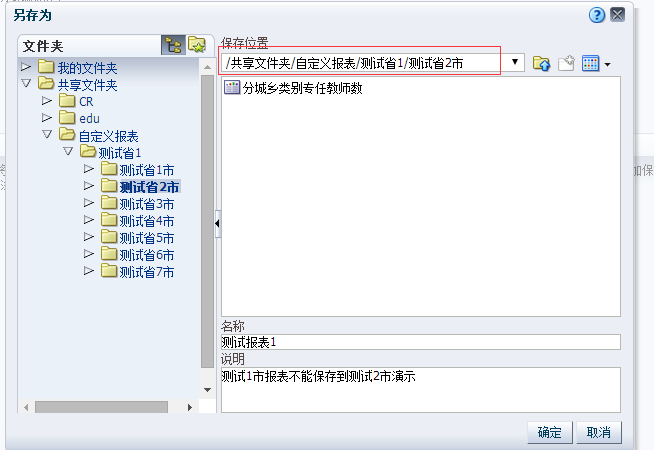 另存为
文件夹
我的文件夹
共享文件夹
CR
edu
自定义报表
测试省1
测试省1市
测试省2市
测试省3市
测试省4市
测试省5市
测试省6市
测试省7市
保存位置
/共享文件夹/自定义报表/测试省1/测试省2市
分城乡类别专任教师数
名称
测试报表1
说明
测试1市报表不能保存到测试2市演示
确定 取消
加保